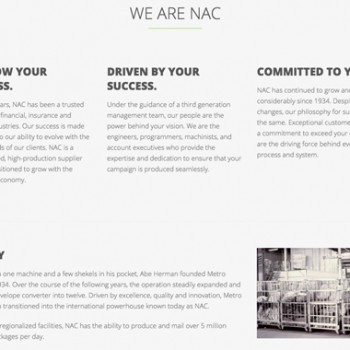 WE ARE NAC
OW YOUR
SS.
ars, NAC has been a trusted
financial, insurance and
ustries. Our success is made
o our ability to evolve with the
ds of our clients. NAC is a
d, high-production supplier
sitioned to grow with the
conomy.
DRIVEN BY YOUR
SUCCESS.
Under the guidance of a third generation
management team, our people are the
power behind your vision. We are the
engineers, programmers, machinists, and
account executives who provide the
expertise and dedication to ensure that your
campaign is produced seamlessly.
COMMITTED TO Y
NAC has continued to grow an
considerably since 1934. Despi
changes, our philosophy for su
the same. Exceptional custome
a commitment to exceed your
are the driving force behind eve
process and system.
Y
h one machine and a few shekels in his pocket, Abe Herman founded Metro
934. Over the course of the following years, the operation steadily expanded and
velope converter into twelve. Driven by excellence, quality and innovation, Metro
transitioned into the international powerhouse known today as NAC.
regionalized facilities, NAC has the ability to produce and mail over 5 million
ckages per day.